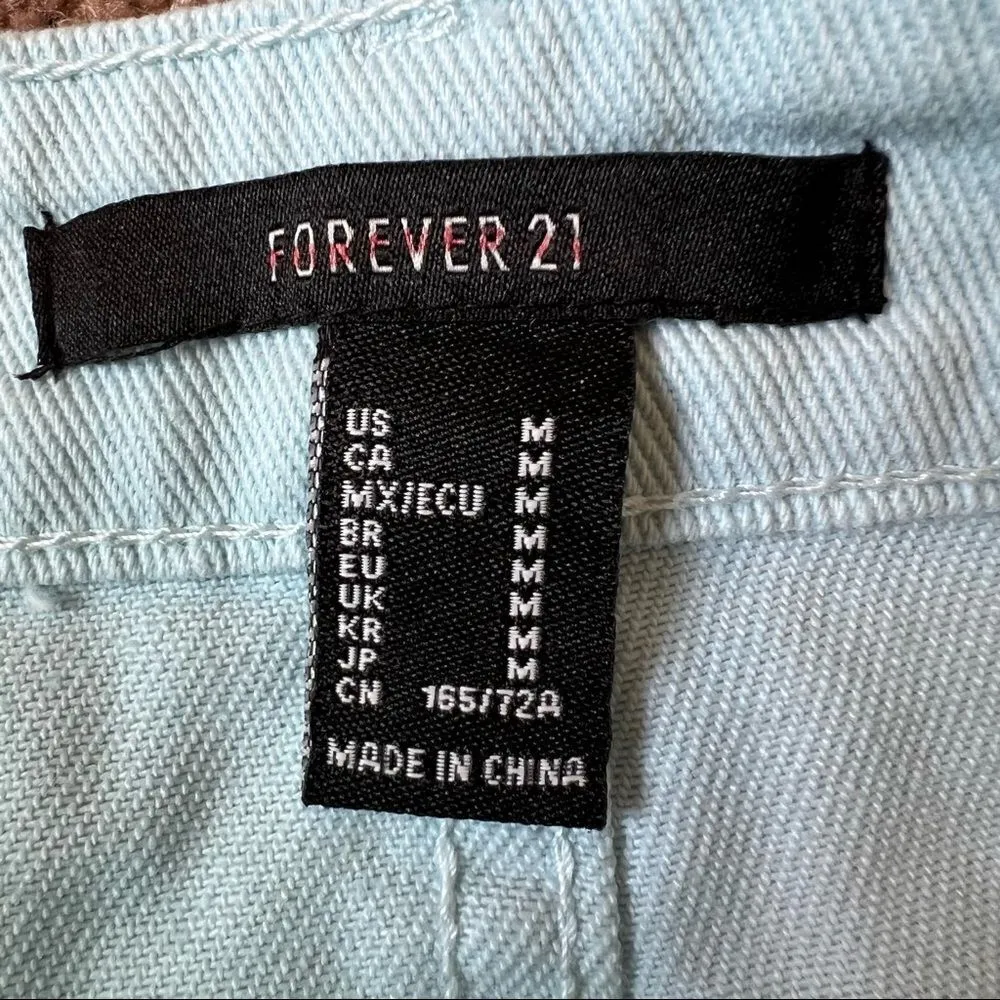 FOREVER 21
US M
CA M
MX/ECU M
BR M
EU M
UK M
KR M
JP M
CN 165/72A
MADE IN CHINA